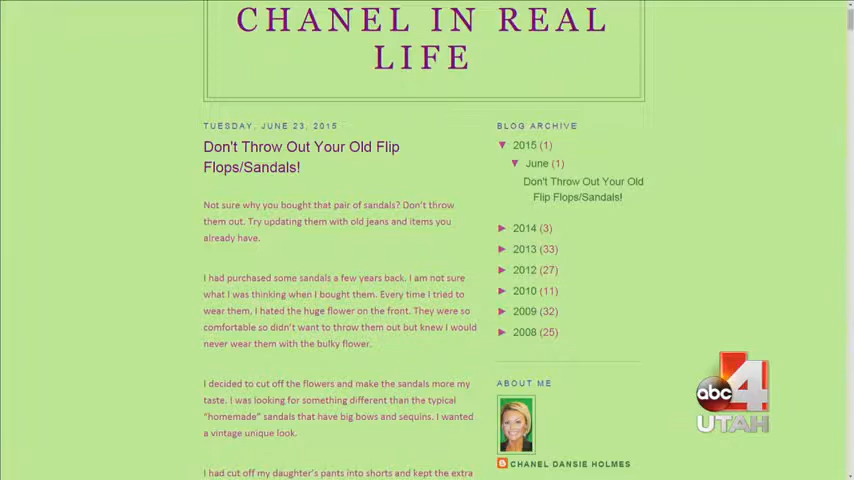 CHANEL IN REAL
LIFE
TUESDAY, JUNE 23, 2015
Don't Throw Out Your Old Flip
Flops/Sandals!
Not sure why you bought that pair of sandals? Don't throw
them out. Try updating them with old jeans and items you
already have.
I had purchased some sandals a few years back. I am not sure
what I was thinking when I bought them. Every time I tried to
wear them, I hated the huge flower on the front. They were so
comfortable so didn't want to throw them out but knew I would
never wear them with the bulky flower.
I decided to cut off the flowers and make the sandals more my
taste. I was looking for something different than the typical
"homemade" sandals that have big bows and sequins. I wanted
a vintage unique look.
I had cut off my daughter's pants into shorts and kept the extra
BLOG ARCHIVE
▼ 2015 (1)
▼ June (1)
Don't Throw Out Your Old
Flip Flops/Sandals!
► 2014 (3)
► 2013 (33)
► 2012 (27)
► 2010 (11)
► 2009 (32)
► 2008 (25)
ABOUT ME
CHANEL DANSIE HOLMES
abc 4
UTAH